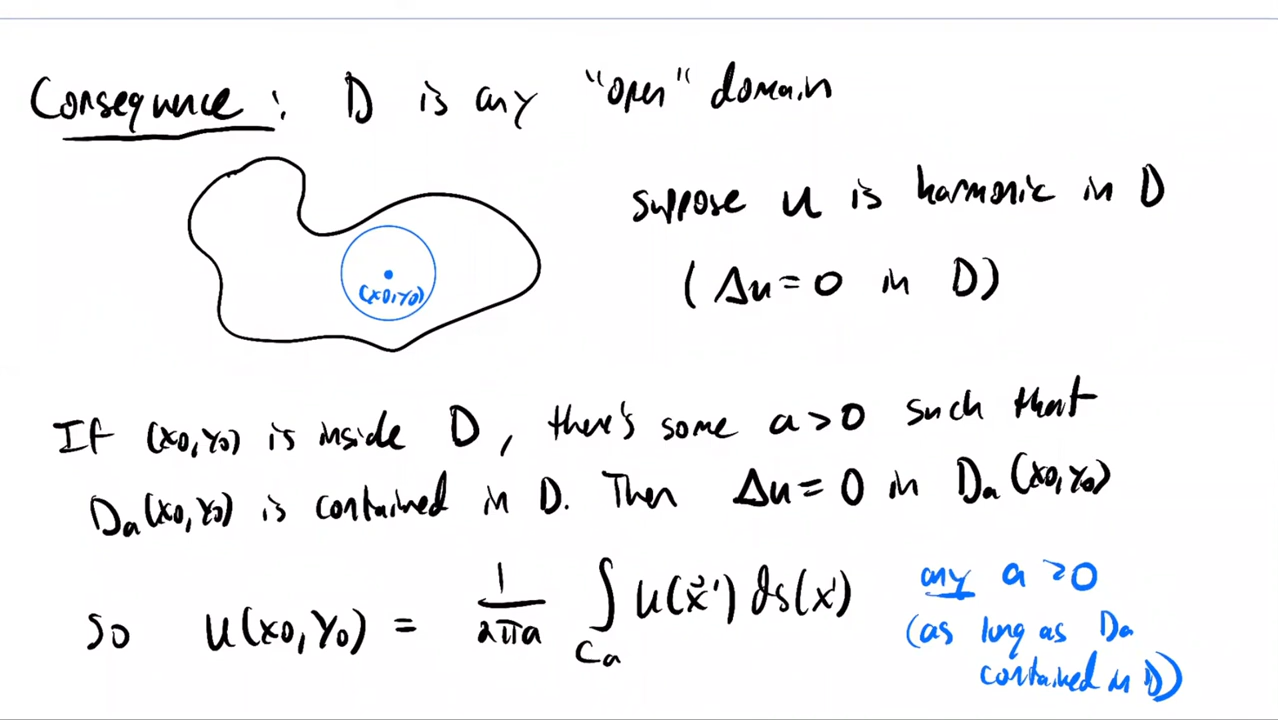 Consequence: D is any "open" domain
suppose u is harmonic in D
(Δu = 0 in D)
(x0,y0)
If (x0,y0) is inside D, there's some a > 0 such that
Da(x0,y0) is contained in D. Then Δu = 0 in Da(x0,y0)
So u(x0,y0) = 1/2πa ∫Ca u(x⃗') ds(x')
any a > 0
(as long as Da
contained in D)